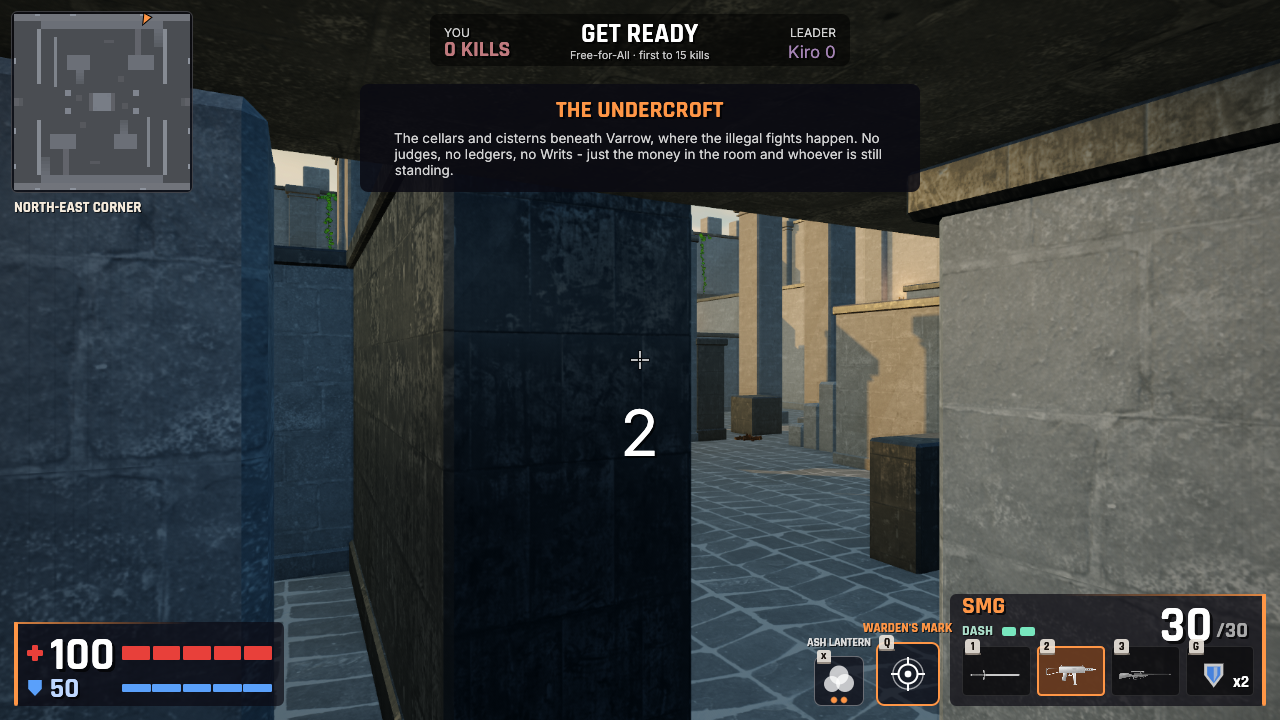 YOU
0 KILLS
GET READY
Free-for-All · first to 15 kills
LEADER
Kiro 0
THE UNDERCROFT
The cellars and cisterns beneath Varrow, where the illegal fights happen. No
judges, no ledgers, no Writs - just the money in the room and whoever is still
standing.
NORTH-EAST CORNER
2
100
50
ASH LANTERN
X
WARDEN'S MARK
Q
SMG
DASH
30 /30
1
2
3
G
x2